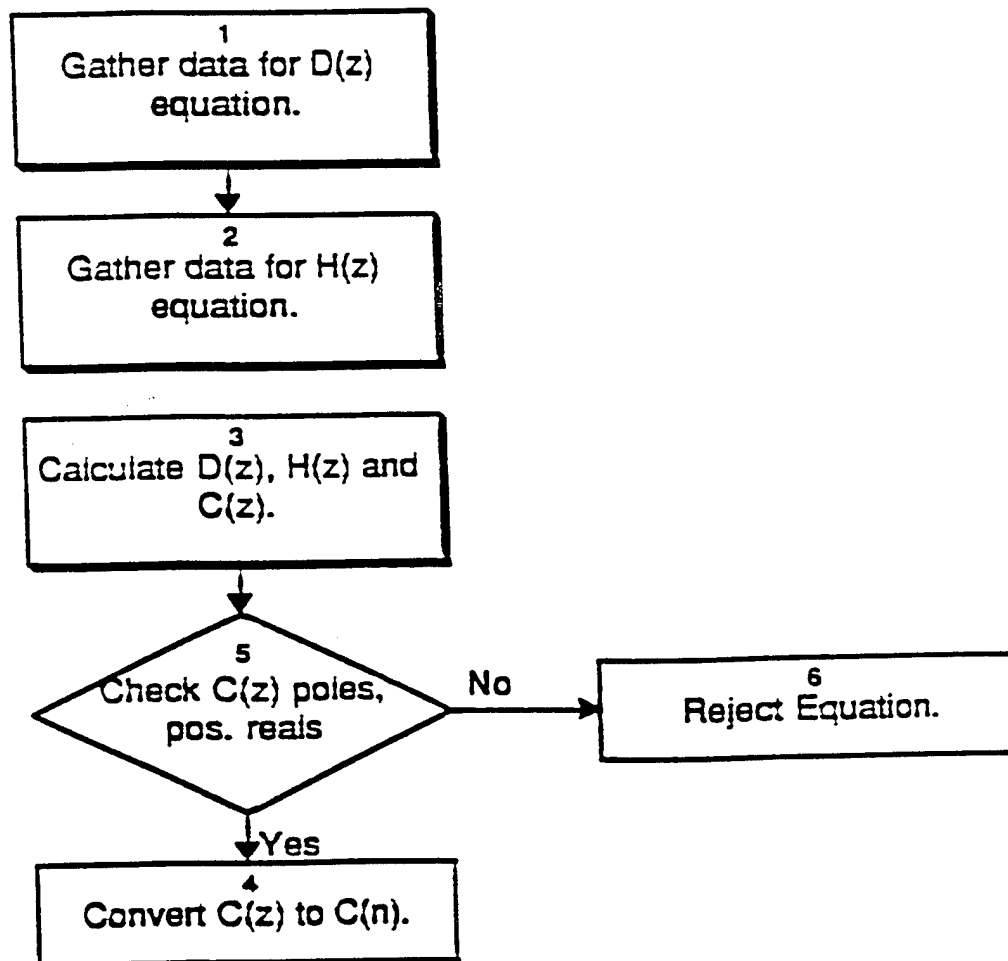 1
Gather data for D(z)
equation.
2
Gather data for H(z)
equation.
3
Calculate D(z), H(z) and
C(z).
5
Check C(z) poles,
pos. reals
No
6
Reject Equation.
Yes
4
Convert C(z) to C(n).